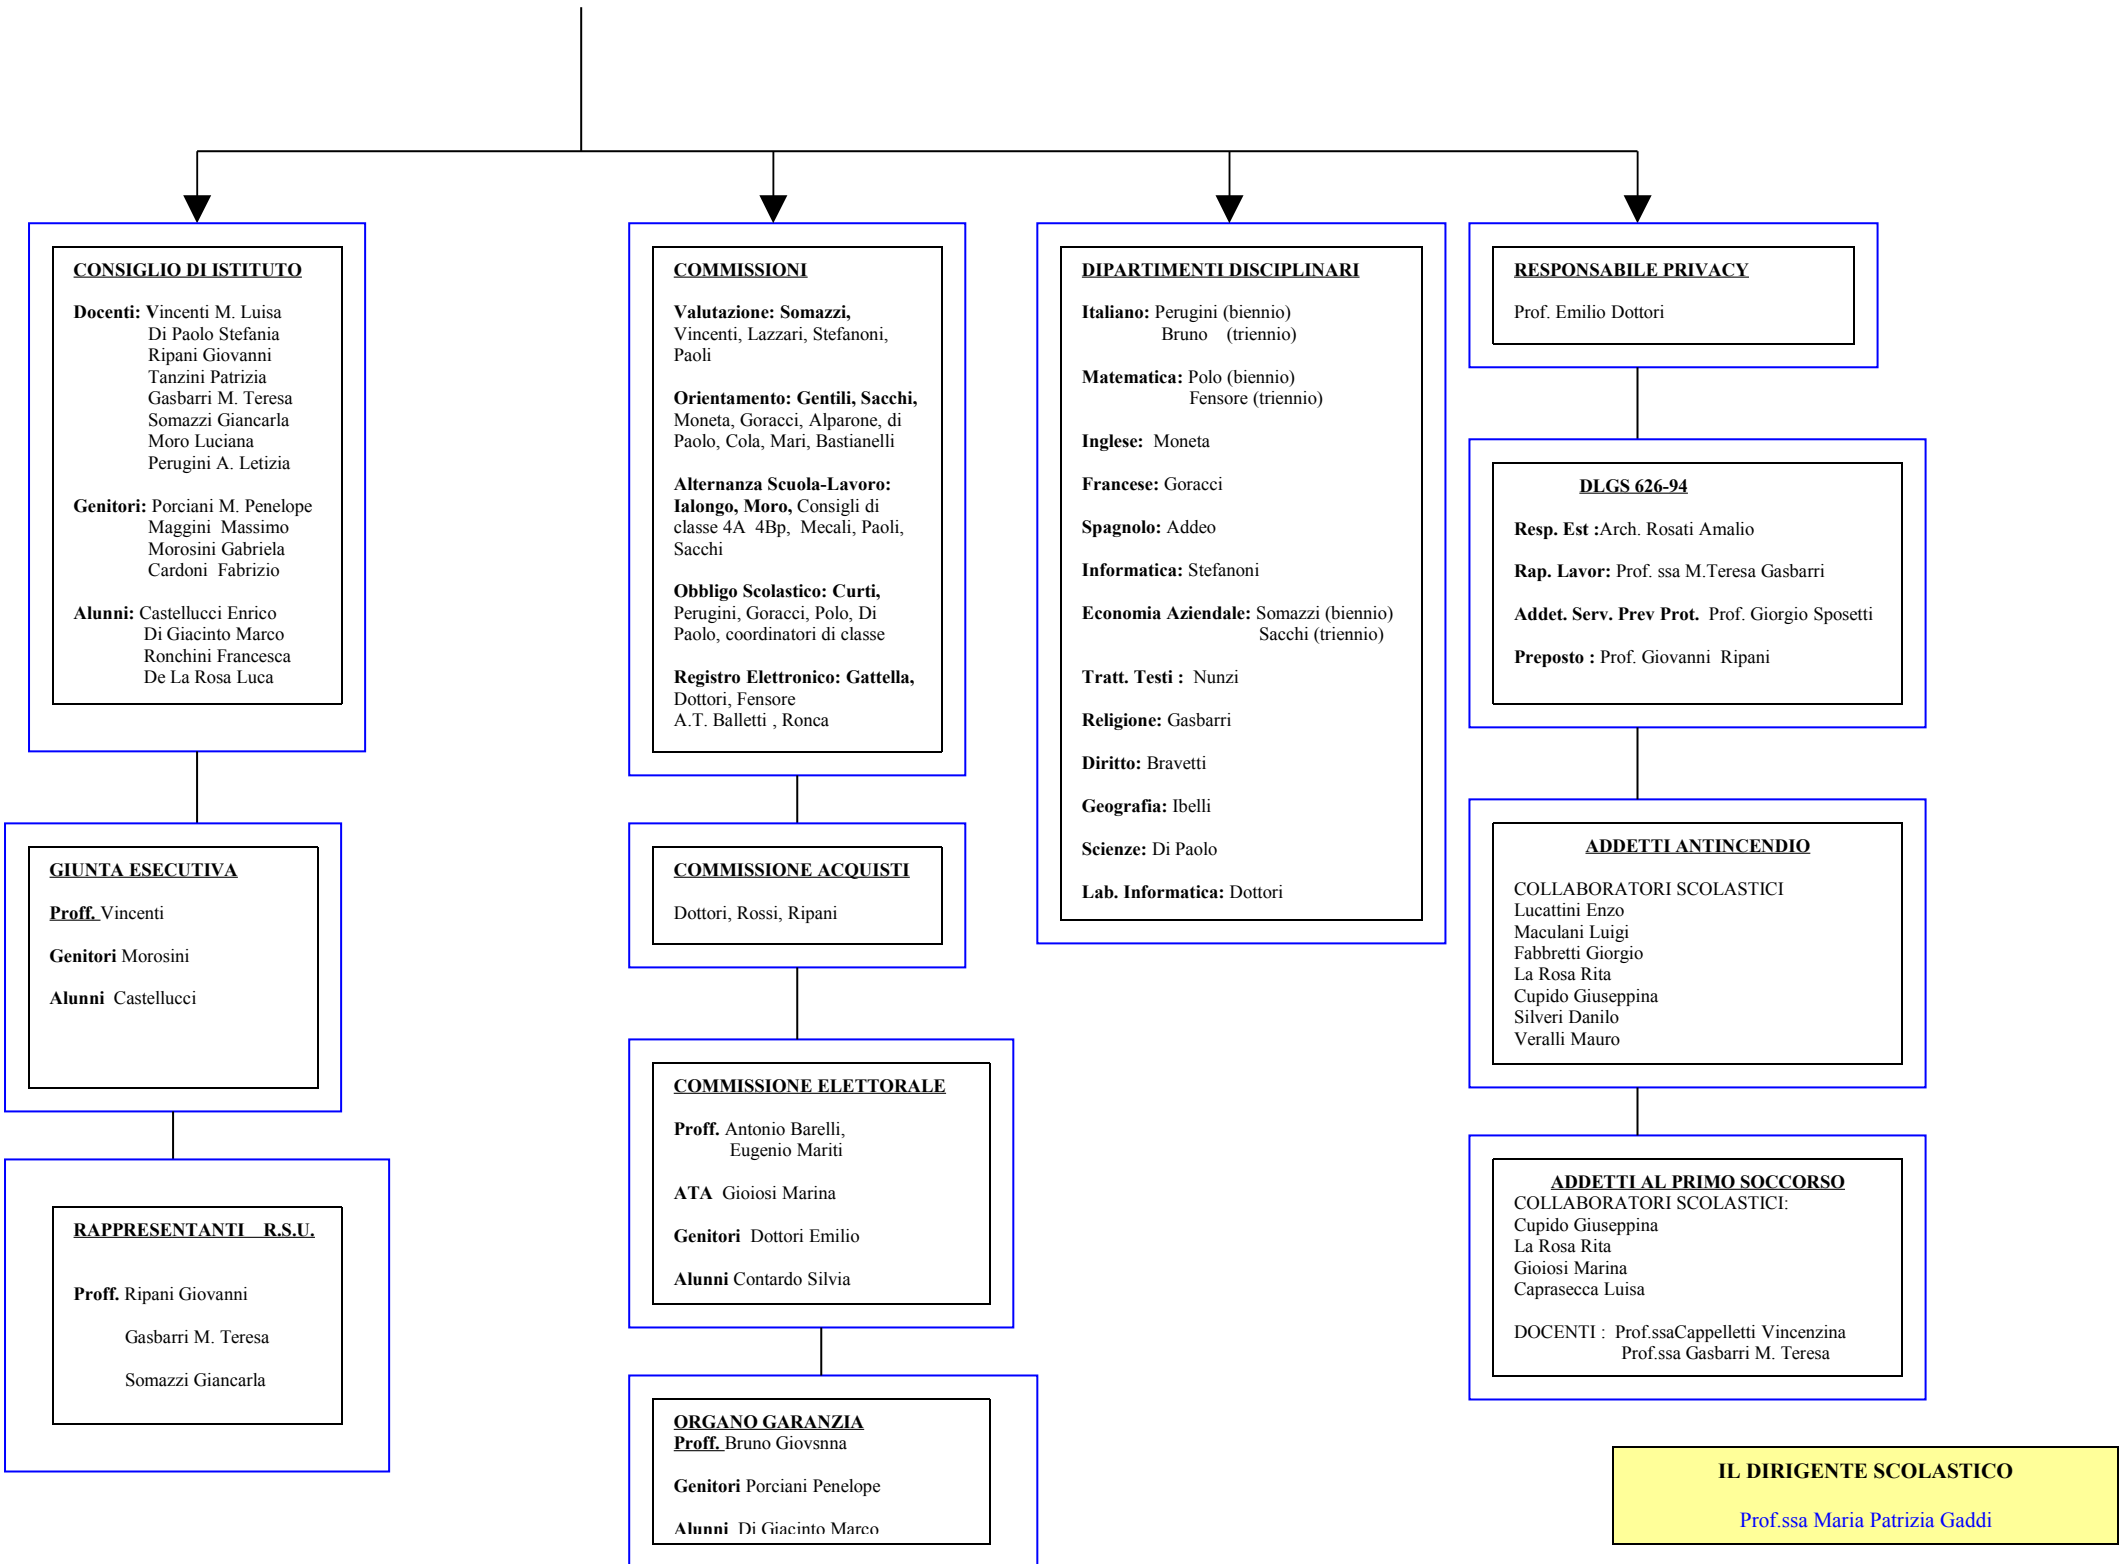 CONSIGLIO DI ISTITUTO
Docenti: Vincenti M. Luisa
Di Paolo Stefania
Ripani Giovanni
Tanzini Patrizia
Gasbarri M. Teresa
Somazzi Giancarla
Moro Luciana
Perugini A. Letizia
Genitori: Porciani M. Penelope
Maggini Massimo
Morosini Gabriela
Cardoni Fabrizio
Alunni: Castellucci Enrico
Di Giacinto Marco
Ronchini Francesca
De La Rosa Luca
GIUNTA ESECUTIVA
Proff. Vincenti
Genitori Morosini
Alunni Castellucci
RAPPRESENTANTI R.S.U.
Proff. Ripani Giovanni
Gasbarri M. Teresa
Somazzi Giancarla
COMMISSIONI
Valutazione: Somazzi,
Vincenti, Lazzari, Stefanoni,
Paoli
Orientamento: Gentili, Sacchi,
Moneta, Goracci, Alparone, di
Paolo, Cola, Mari, Bastianelli
Alternanza Scuola-Lavoro:
Ialongo, Moro, Consigli di
classe 4A 4Bp, Mecali, Paoli,
Sacchi
Obbligo Scolastico: Curti,
Perugini, Goracci, Polo, Di
Paolo, coordinatori di classe
Registro Elettronico: Gattella,
Dottori, Fensore
A.T. Balletti , Ronca
COMMISSIONE ACQUISTI
Dottori, Rossi, Ripani
COMMISSIONE ELETTORALE
Proff. Antonio Barelli,
Eugenio Mariti
ATA Gioiosi Marina
Genitori Dottori Emilio
Alunni Contardo Silvia
ORGANO GARANZIA
Proff. Bruno Giovsnna
Genitori Porciani Penelope
Alunni Di Giacinto Marco
DIPARTIMENTI DISCIPLINARI
Italiano: Perugini (biennio)
Bruno (triennio)
Matematica: Polo (biennio)
Fensore (triennio)
Inglese: Moneta
Francese: Goracci
Spagnolo: Addeo
Informatica: Stefanoni
Economia Aziendale: Somazzi (biennio)
Sacchi (triennio)
Tratt. Testi : Nunzi
Religione: Gasbarri
Diritto: Bravetti
Geografia: Ibelli
Scienze: Di Paolo
Lab. Informatica: Dottori
RESPONSABILE PRIVACY
Prof. Emilio Dottori
DLGS 626-94
Resp. Est :Arch. Rosati Amalio
Rap. Lavor: Prof. ssa M.Teresa Gasbarri
Addet. Serv. Prev Prot. Prof. Giorgio Sposetti
Preposto : Prof. Giovanni Ripani
ADDETTI ANTINCENDIO
COLLABORATORI SCOLASTICI
Lucattini Enzo
Maculani Luigi
Fabbretti Giorgio
La Rosa Rita
Cupido Giuseppina
Silveri Danilo
Veralli Mauro
ADDETTI AL PRIMO SOCCORSO
COLLABORATORI SCOLASTICI:
Cupido Giuseppina
La Rosa Rita
Gioiosi Marina
Caprasecca Luisa
DOCENTI : Prof.ssaCappelletti Vincenzina
Prof.ssa Gasbarri M. Teresa
IL DIRIGENTE SCOLASTICO
Prof.ssa Maria Patrizia Gaddi